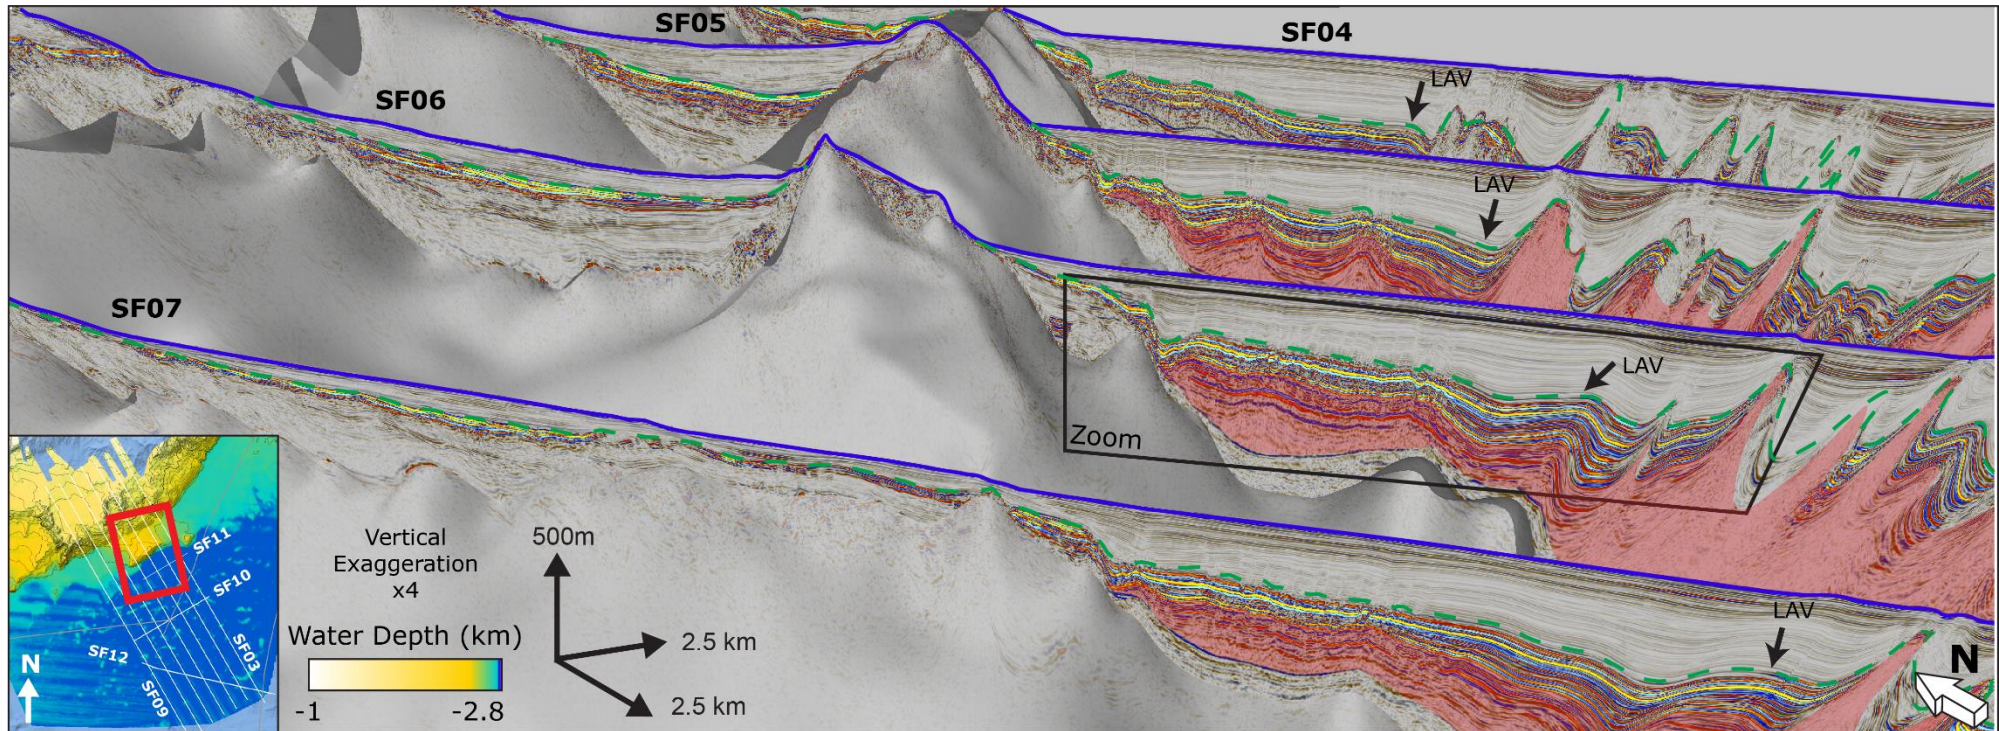 SF05
SF04
LAV
SF06
LAV
SF07
LAV
Zoom
Vertical
Exaggeration
x4
500m
2.5 km
2.5 km
Water Depth (km)
-1
-2.8
SF11
SF10
SF03
SF12
SF09
N
LAV
N